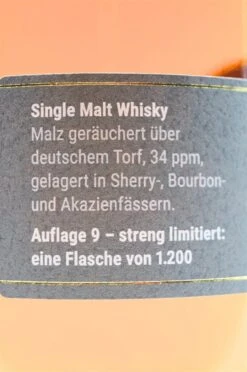 Single Malt Whisky
Malz geräuchert über
deutschem Torf, 34 ppm,
gelagert in Sherry-, Bourbon-
und Akazienfässern.
Auflage 9 – streng limitiert:
eine Flasche von 1.200